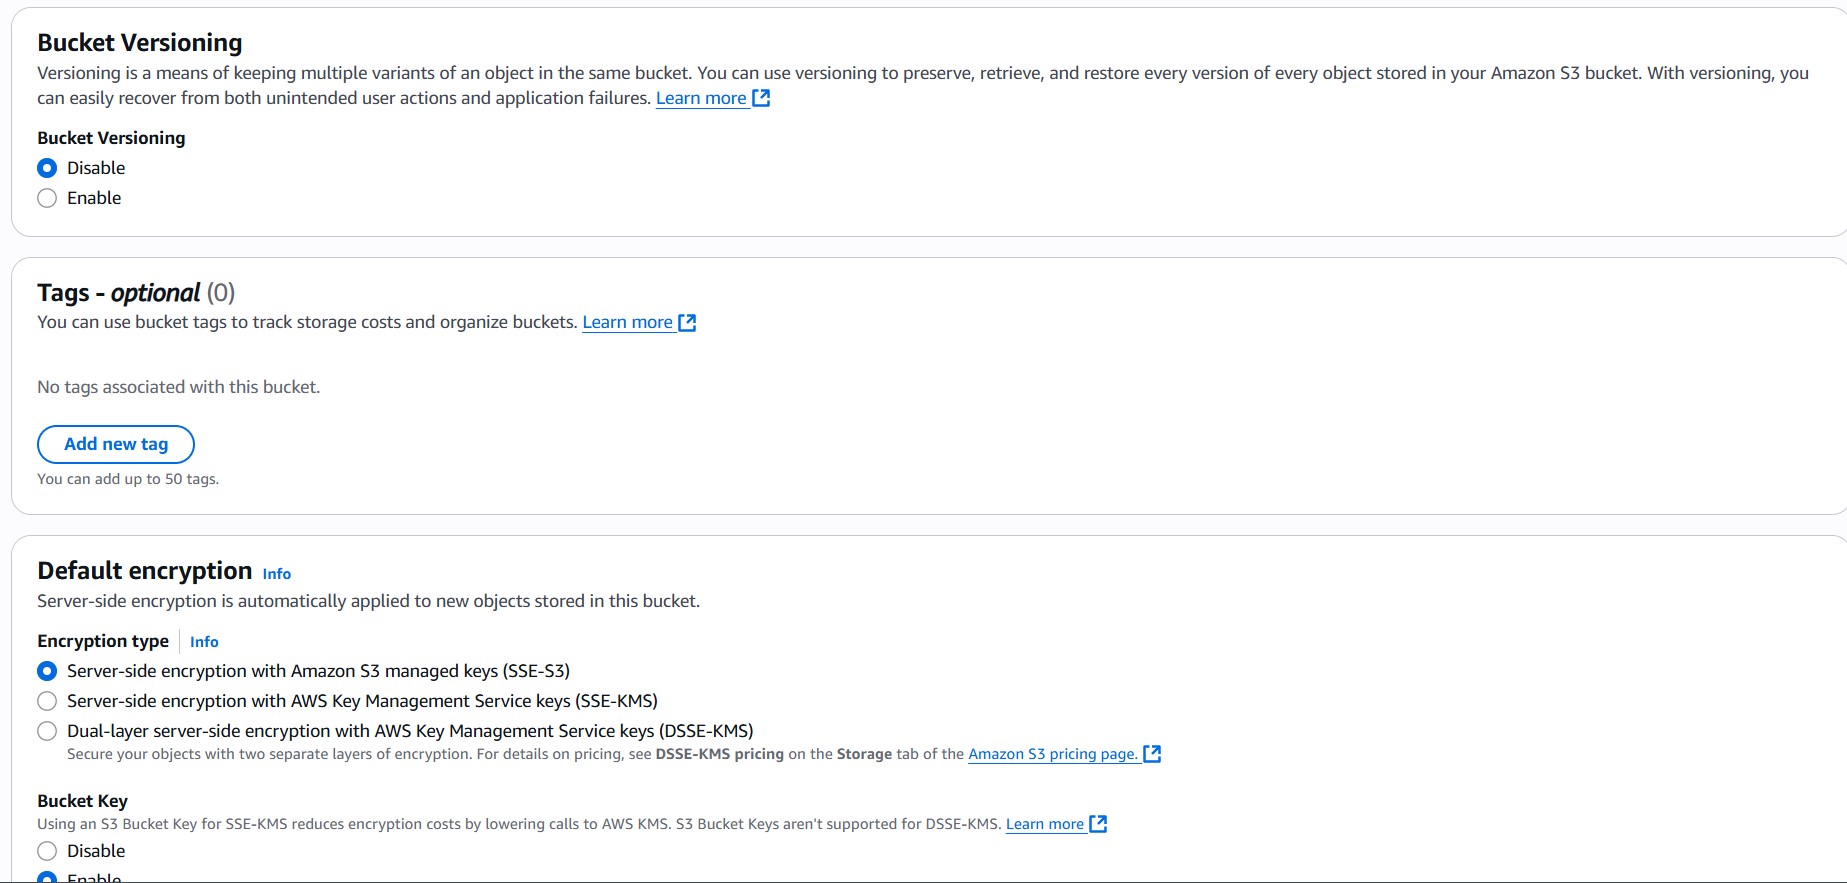 Bucket Versioning
Versioning is a means of keeping multiple variants of an object in the same bucket. You can use versioning to preserve, retrieve, and restore every version of every object stored in your Amazon S3 bucket. With versioning, you
can easily recover from both unintended user actions and application failures. Learn more
Bucket Versioning
Disable
Enable
Tags - optional (0)
You can use bucket tags to track storage costs and organize buckets. Learn more
No tags associated with this bucket.
Add new tag
You can add up to 50 tags.
Default encryption Info
Server-side encryption is automatically applied to new objects stored in this bucket.
Encryption type Info
Server-side encryption with Amazon S3 managed keys (SSE-S3)
Server-side encryption with AWS Key Management Service keys (SSE-KMS)
Dual-layer server-side encryption with AWS Key Management Service keys (DSSE-KMS)
Secure your objects with two separate layers of encryption. For details on pricing, see DSSE-KMS pricing on the Storage tab of the Amazon S3 pricing page.
Bucket Key
Using an S3 Bucket Key for SSE-KMS reduces encryption costs by lowering calls to AWS KMS. S3 Bucket Keys aren't supported for DSSE-KMS. Learn more
Disable
Enable